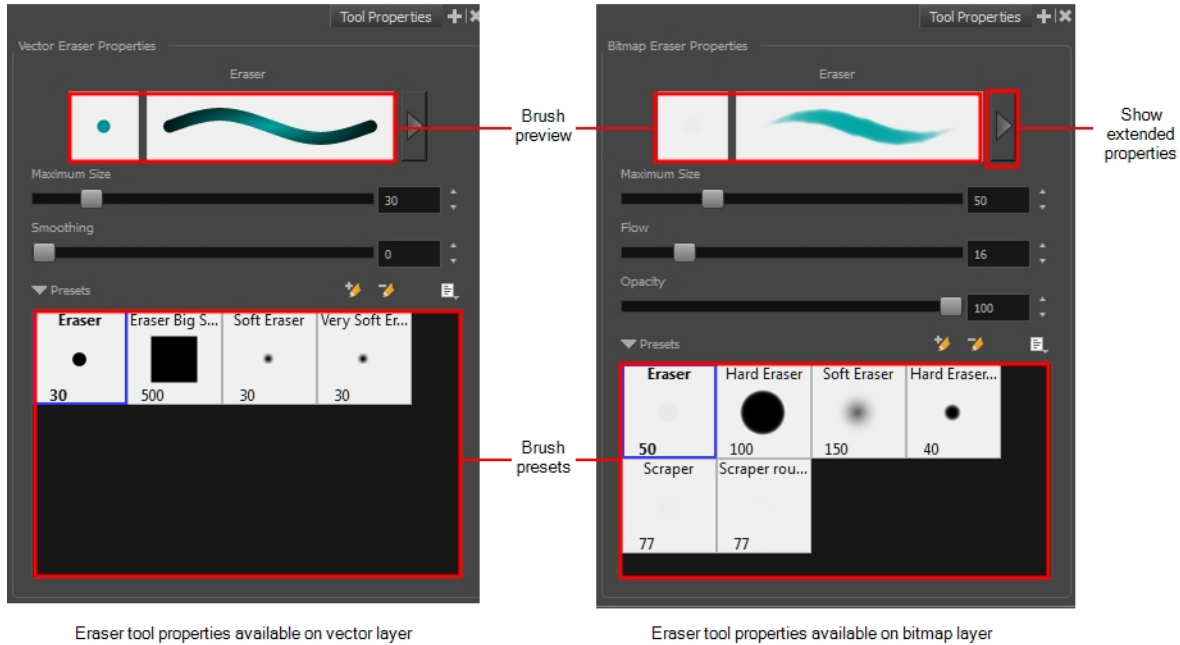 Tool Properties
Vector Eraser Properties
Eraser
Maximum Size
30
Smoothing
0
Presets
Eraser
Eraser Big S...
Soft Eraser
Very Soft Er...
30
500
30
30
Eraser tool properties available on vector layer
Brush
preview
Brush
presets
Tool Properties
Bitmap Eraser Properties
Eraser
Maximum Size
50
Flow
16
Opacity
100
Presets
Eraser
Hard Eraser
Soft Eraser
Hard Eraser...
50
100
150
40
Scraper
Scraper rou...
77
77
Eraser tool properties available on bitmap layer
Show
extended
properties